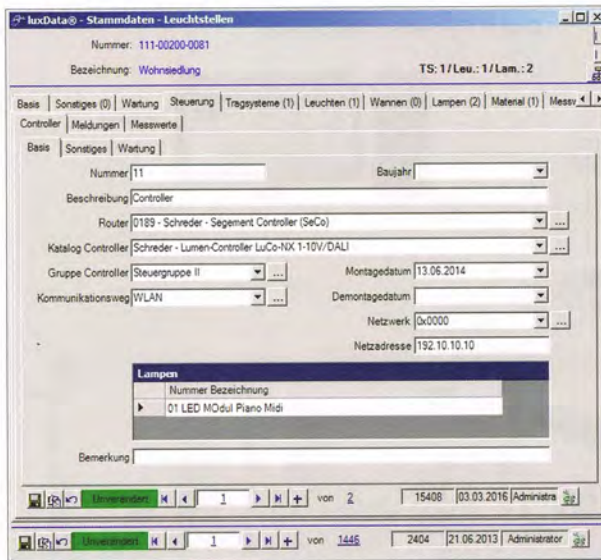 luxData® - Stammdaten - Leuchtstellen
Nummer: 111-00200-0081
Bezeichnung: Wohnsiedlung TS: 1/Leu.: 1/Lam.: 2
Basis Sonstiges (0) Wartung Steuerung Tragsysteme (1) Leuchten (1) Wannen (0) Lampen (2) Material (1) Messv
Controller Meldungen Messwerte
Basis Sonstiges Wartung
Nummer 11 Baujahr
Beschreibung Controller
Router 0189 - Schreder - Segement Controller (SeCo) ...
Katalog Controller Schreder - Lumen-Controller LuCo-NX 1-10V/DALI ...
Gruppe Controller Steuergruppe II ... Montagedatum 13.06.2014
Kommunikationsweg WLAN ... Demontagedatum
Netzwerk 0x0000 ...
Netzadresse 192.10.10.10
Lampen
Nummer Bezeichnung
01 LED MOdul Piano Midi
Bemerkung
Unverändert 1 von 2 15408 03.03.2016 Administra
Unverändert 1 von 1446 2404 21.06.2013 Administrator